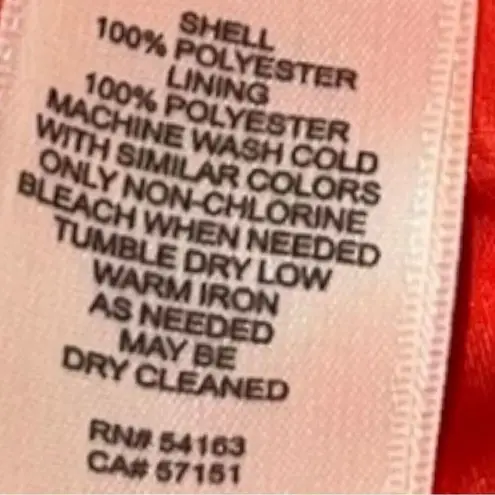 SHELL
100% POLYESTER
LINING
100% POLYESTER
MACHINE WASH COLD
WITH SIMILAR COLORS
ONLY NON-CHLORINE
BLEACH WHEN NEEDED
TUMBLE DRY LOW
WARM IRON
AS NEEDED
MAY BE
DRY CLEANED
RN# 54163
CA# 57151